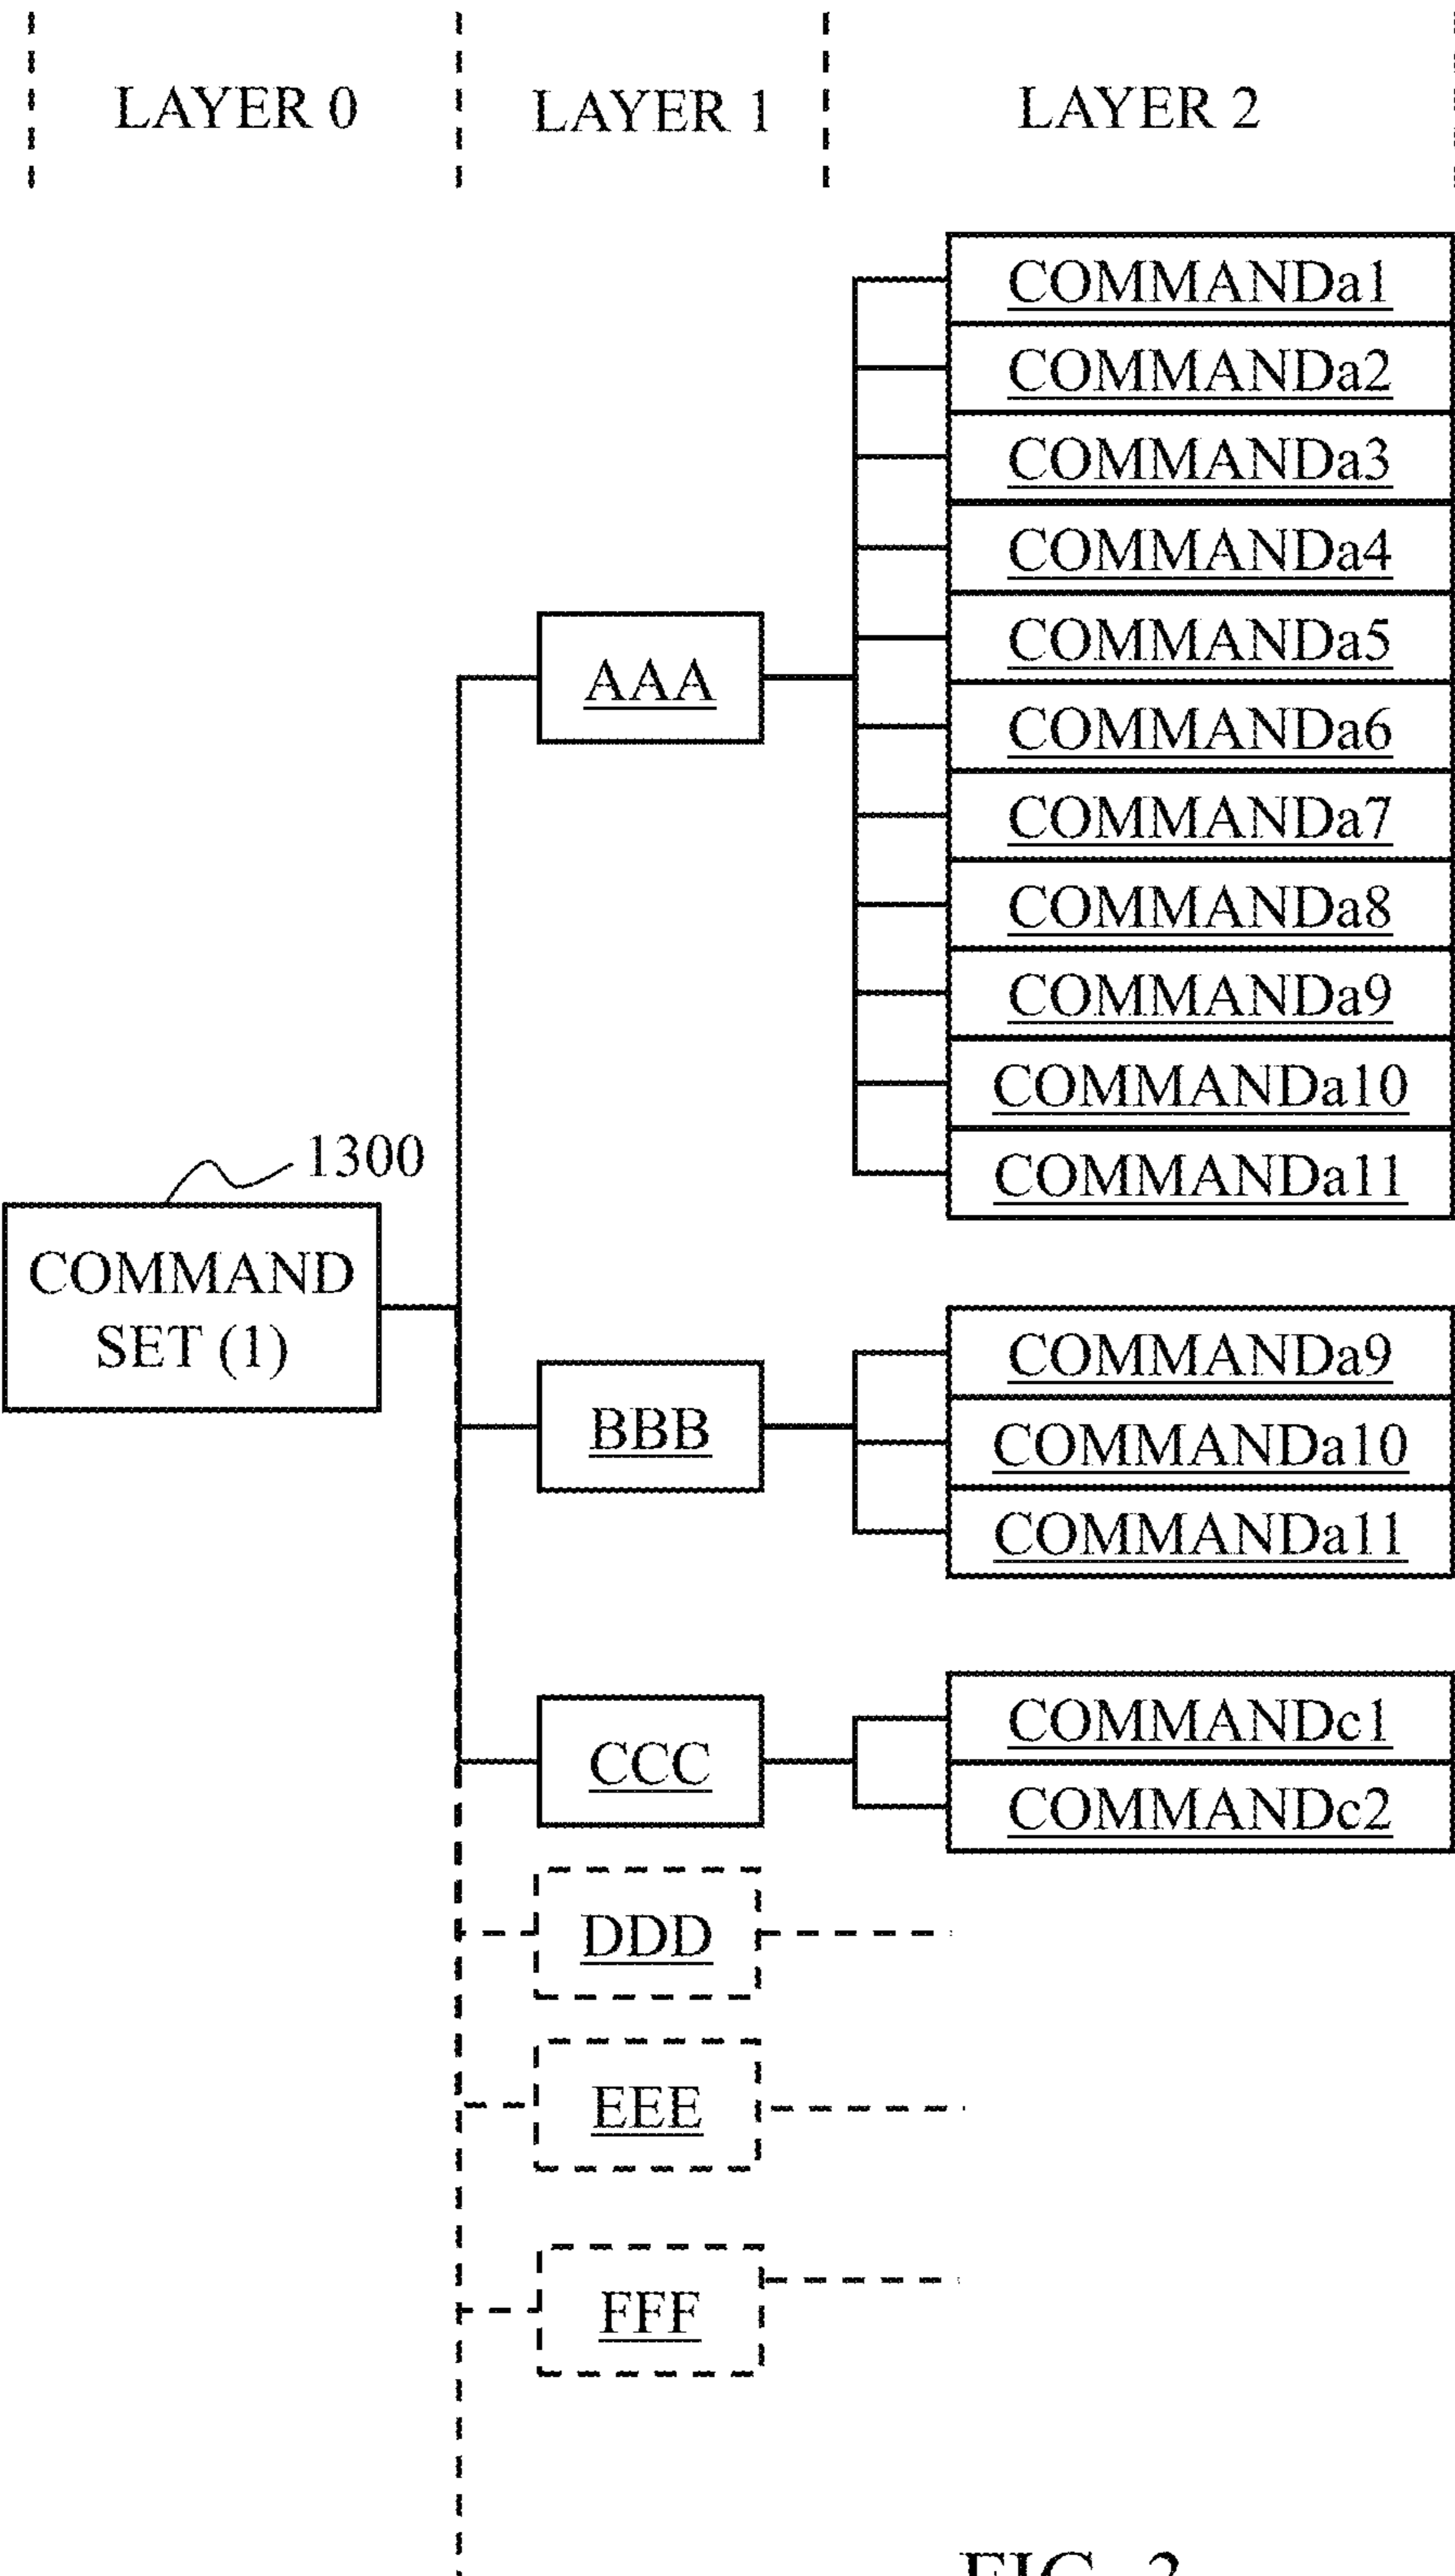 LAYER 0
LAYER 1
LAYER 2
COMMANDa1
COMMANDa2
COMMANDa3
COMMANDa4
COMMANDa5
AAA
COMMANDa6
COMMANDa7
COMMANDa8
COMMANDa9
COMMANDa10
COMMANDa11
1300
COMMAND
SET (1)
BBB
COMMANDa9
COMMANDa10
COMMANDa11
CCC
COMMANDc1
COMMANDc2
DDD
EEE
FFF